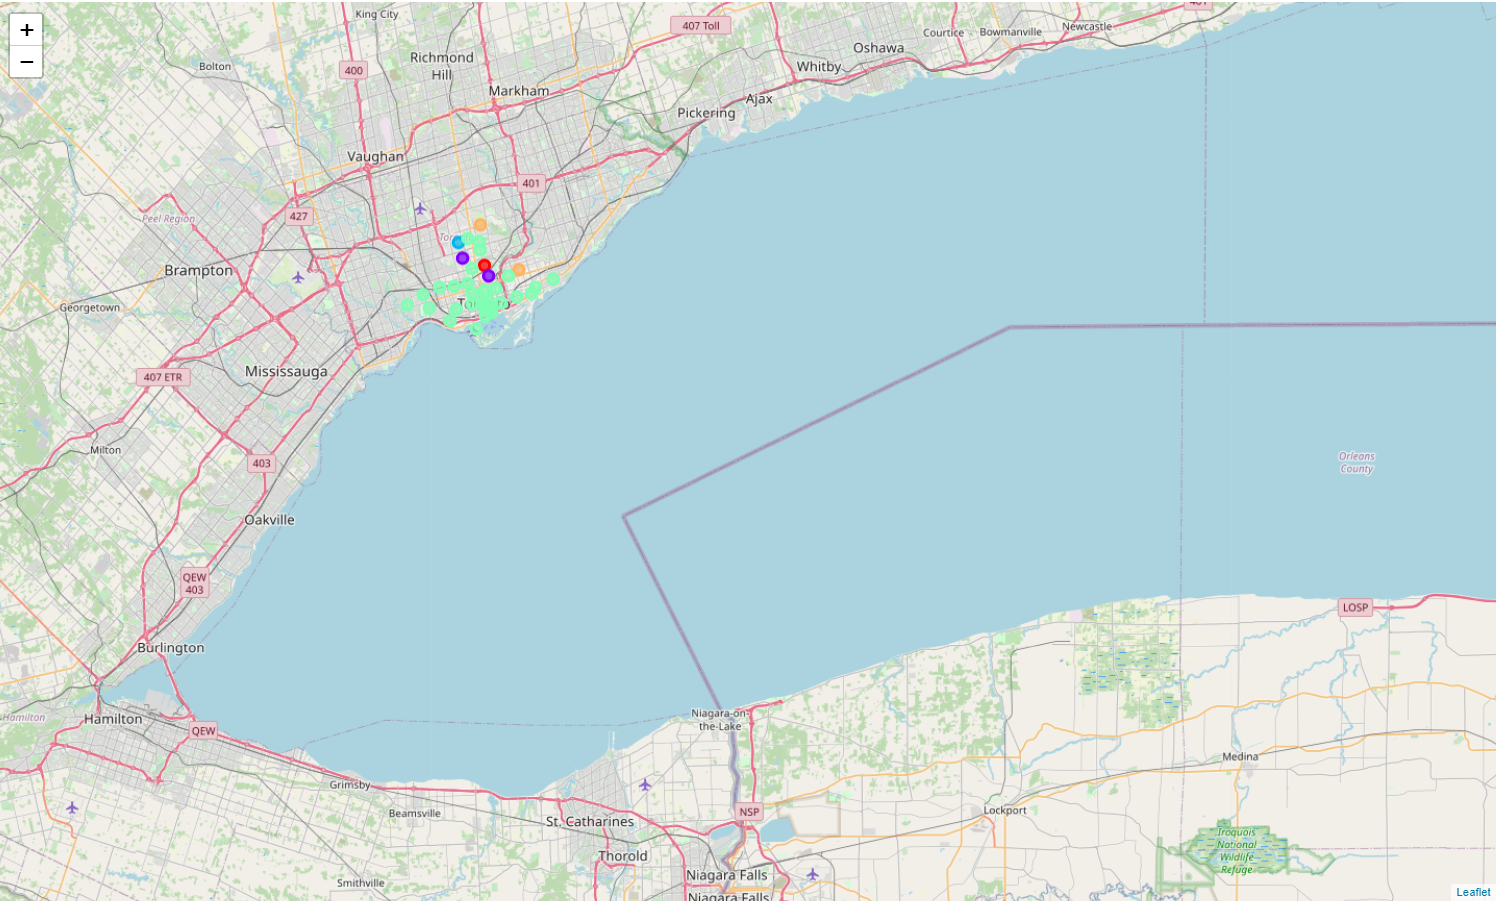 +
−
King City
407 Toll
Courtice
Bowmanville
Newcastle
Oshawa
Whitby
Bolton
400
Richmond
Hill
Markham
Ajax
Pickering
Vaughan
401
Peel Region
427
Brampton
Georgetown
Mississauga
407 ETR
Milton
403
Oakville
Orleans
County
QEW
403
LOSP
Burlington
Hamilton
Hamilton
QEW
Niagara-on-
the-Lake
Medina
Grimsby
Beamsville
NSP
Lockport
St. Catharines
Iroquois
National
Wildlife
Refuge
Thorold
Niagara Falls
Smithville
Niagara Falls
Leaflet